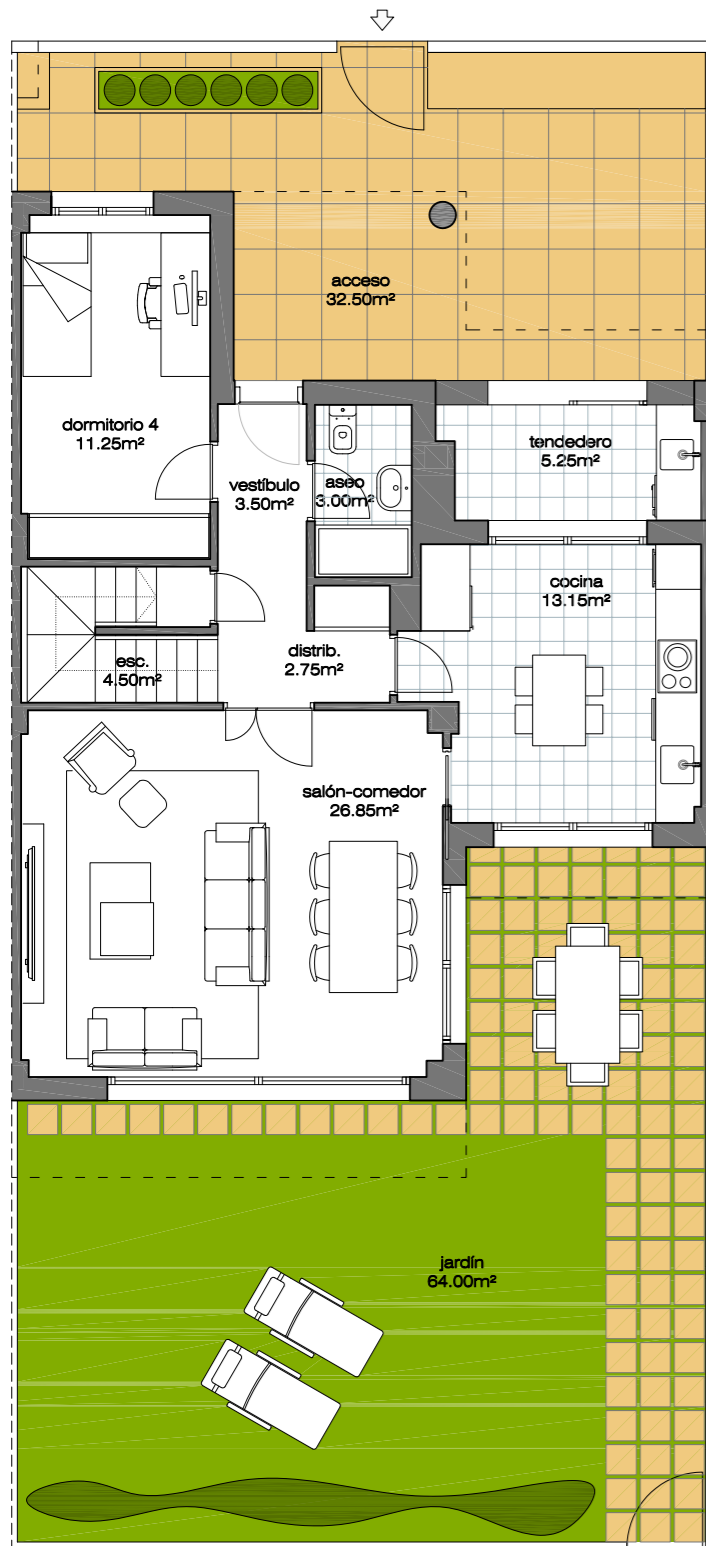 acceso
32.50m²
dormitorio 4
11.25m²
tendedero
5.25m²
vestíbulo
3.50m²
aseo
3.00m²
cocina
13.15m²
distrib.
2.75m²
esc.
4.50m²
salón-comedor
26.85m²
jardín
64.00m²